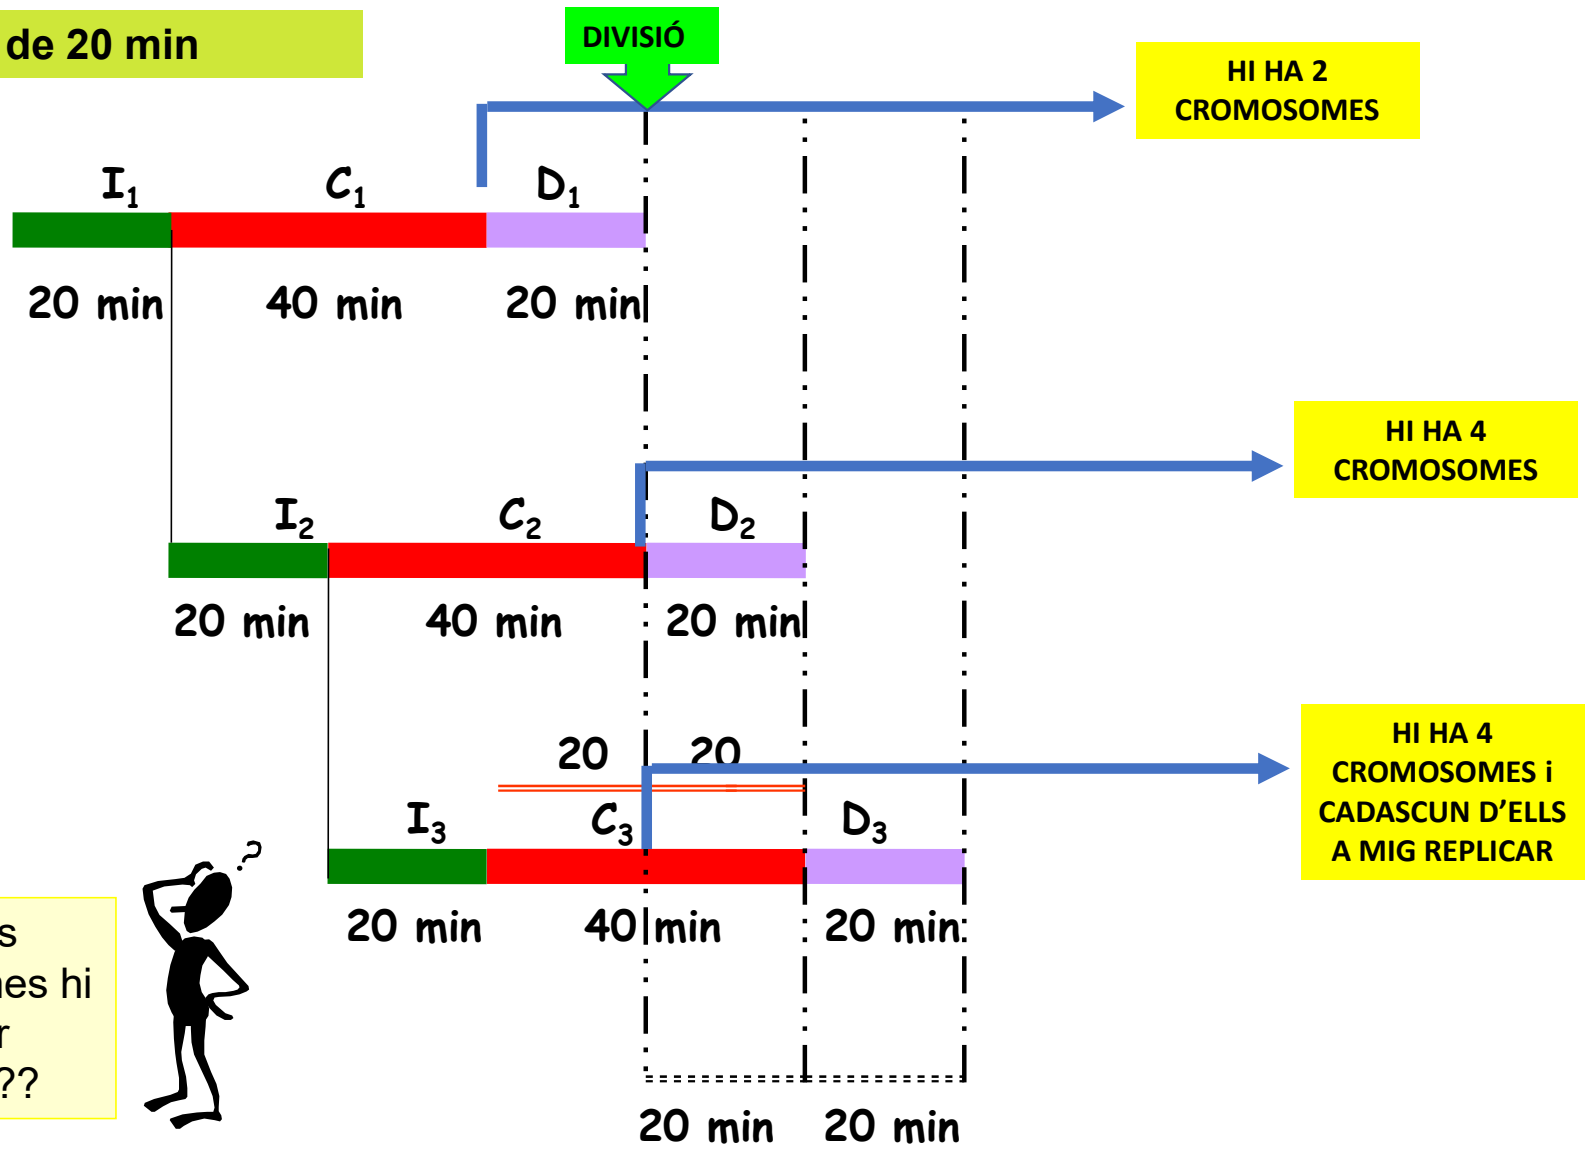 de 20 min
DIVISIÓ
HI HA 2
CROMOSOMES
I₁ C₁ D₁
20 min 40 min 20 min
HI HA 4
CROMOSOMES
I₂ C₂ D₂
20 min 40 min 20 min
20 20
HI HA 4
CROMOSOMES i
CADASCUN D’ELLS
A MIG REPLICAR
I₃ C₃ D₃
?
20 min 40 min 20 min
s
nes hi
r
??
20 min 20 min